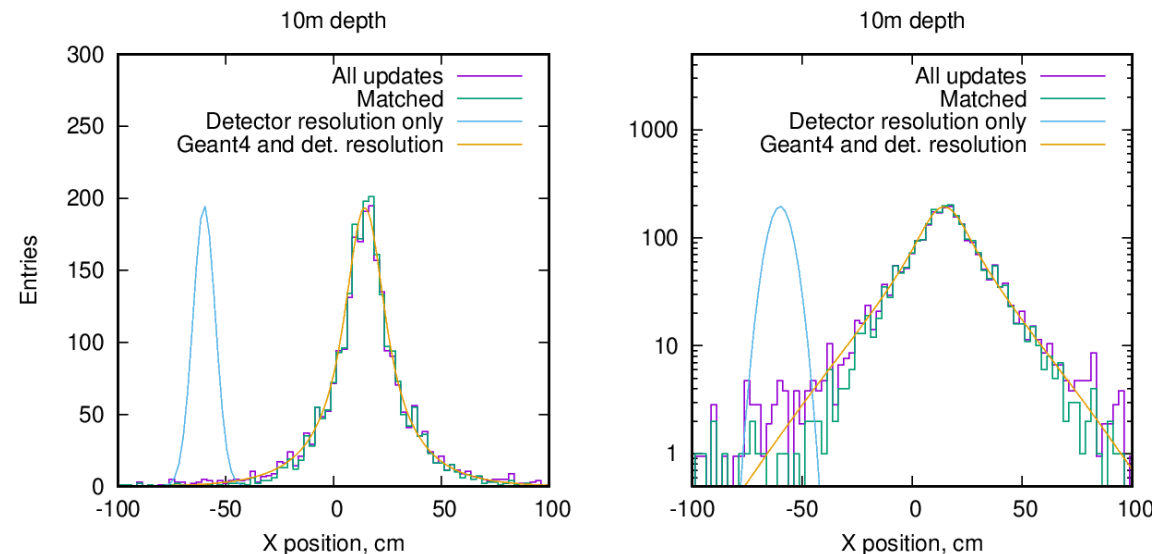 10m depth
300
250
200
150
100
50
0
Entries
All updates
Matched
Detector resolution only
Geant4 and det. resolution
-100
-50
0
50
100
X position, cm
10m depth
1000
100
10
1
All updates
Matched
Detector resolution only
Geant4 and det. resolution
-100
-50
0
50
100
X position, cm